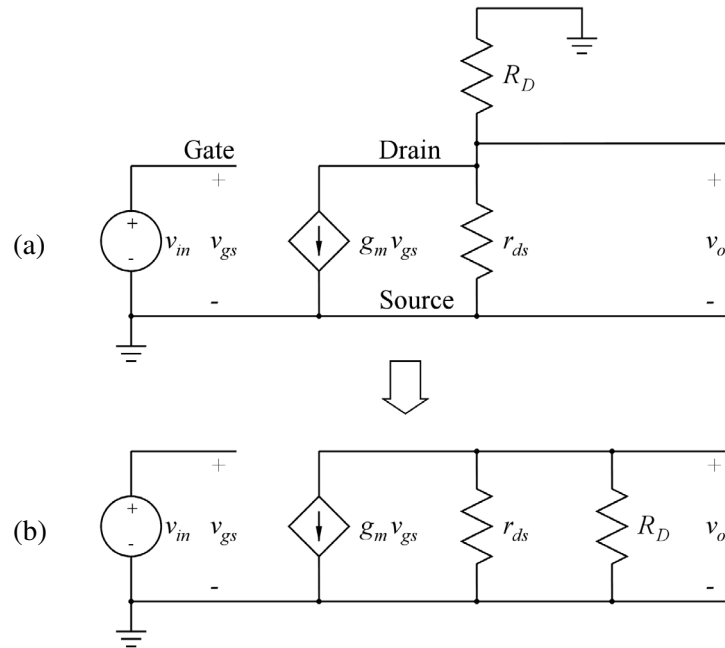 R_D
Gate
Drain
(a)
+
-
v_in
+
v_gs
-
g_m v_gs
r_ds
+
v_o
-
Source
(b)
+
-
v_in
+
v_gs
-
g_m v_gs
r_ds
R_D
+
v_o
-